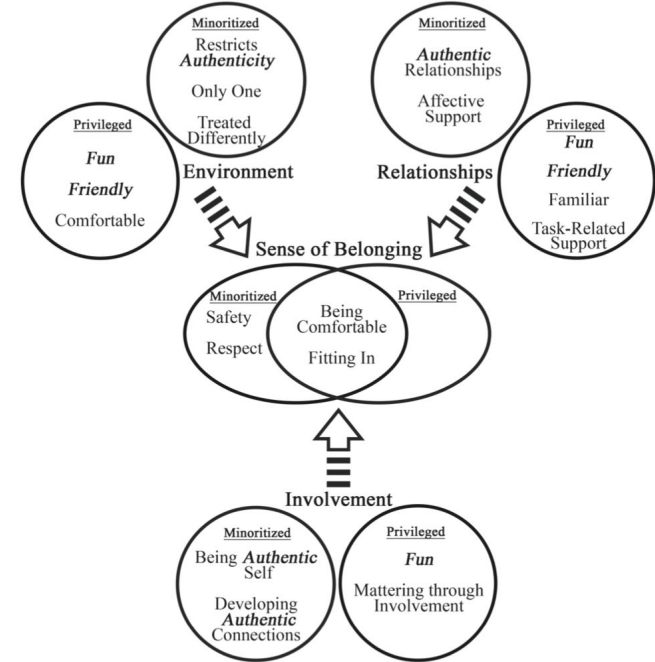 Minoritized
Restricts
Authenticity
Only One
Treated
Differently
Privileged
Fun
Friendly
Comfortable
Environment
Minoritized
Authentic
Relationships
Affective
Support
Privileged
Fun
Friendly
Familiar
Task-Related
Support
Relationships
Sense of Belonging
Minoritized
Safety
Respect
Being
Comfortable
Fitting In
Privileged
Involvement
Minoritized
Being Authentic
Self
Developing
Authentic
Connections
Privileged
Fun
Mattering through
Involvement